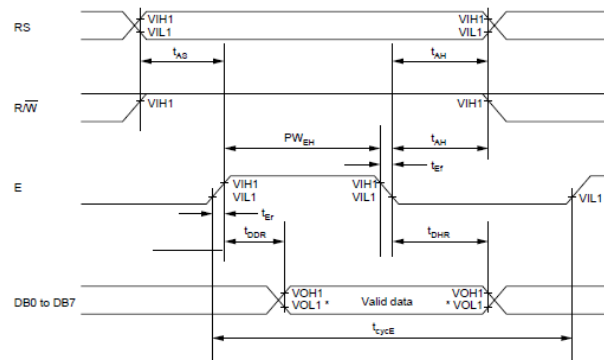 RS
VIH1 VIH1
VIL1 VIL1
tAS tAH
R/W̅
VIH1 VIH1
PWEH tAH
tEf
E
VIH1 VIH1
VIL1 VIL1 VIL1
tEr
tDDR tDHR
DB0 to DB7
VOH1 VOH1
VOL1 * Valid data * VOL1
tcycE